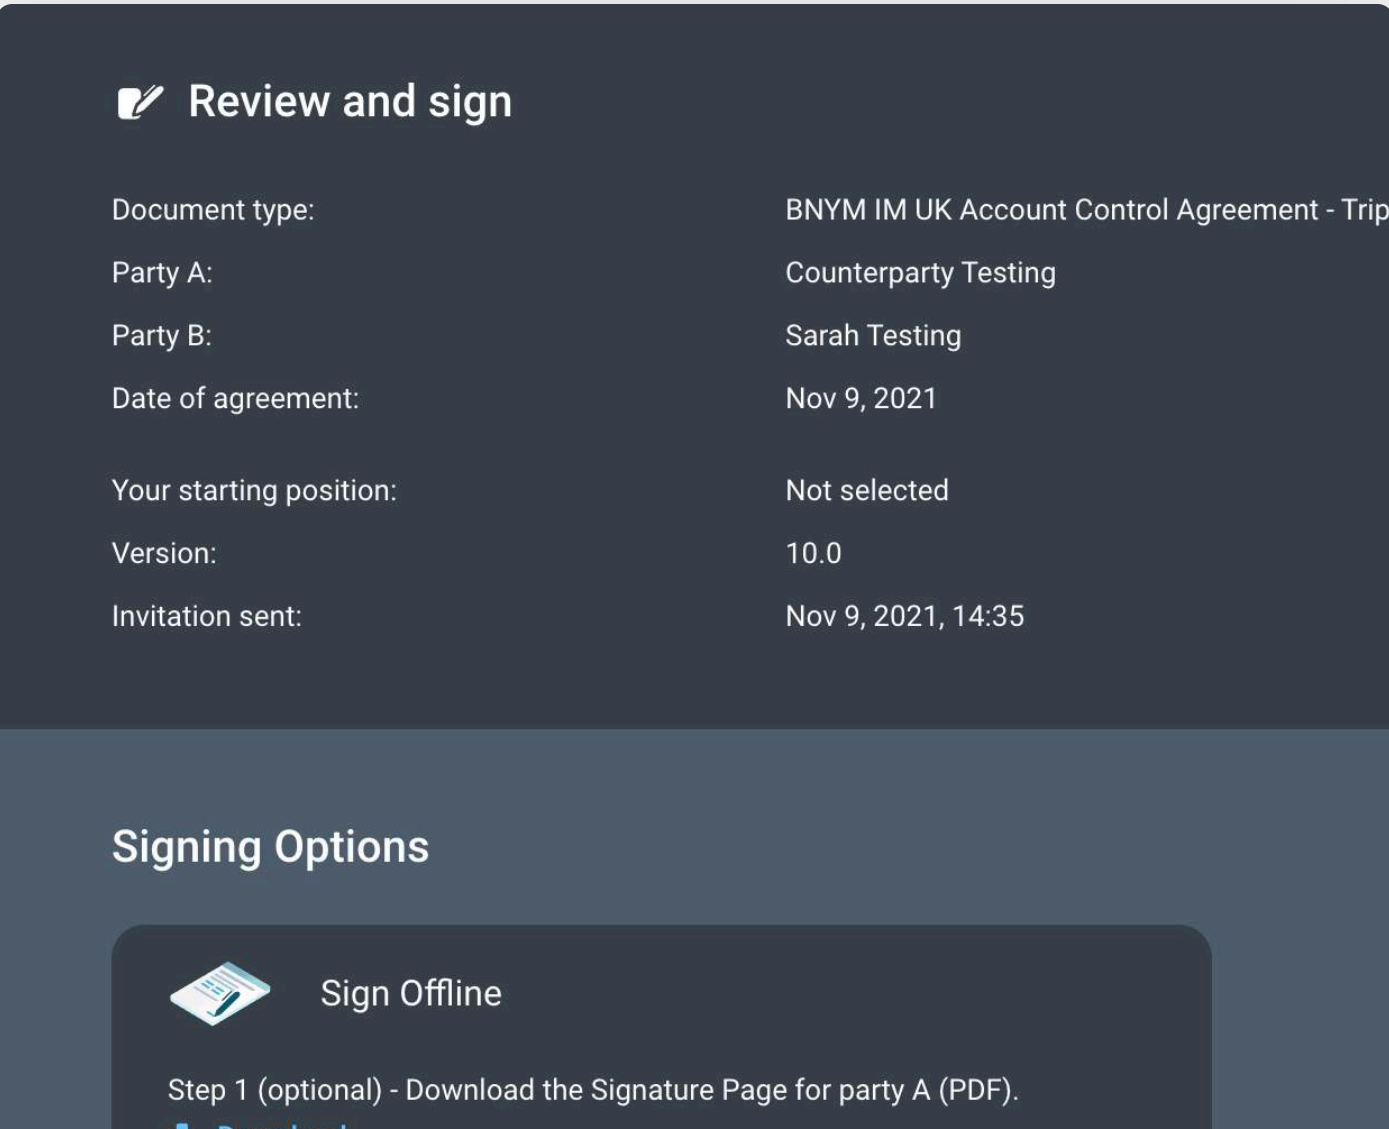 Review and sign
Document type: BNYM IM UK Account Control Agreement - Trip
Party A: Counterparty Testing
Party B: Sarah Testing
Date of agreement: Nov 9, 2021
Your starting position: Not selected
Version: 10.0
Invitation sent: Nov 9, 2021, 14:35
Signing Options
Sign Offline
Step 1 (optional) - Download the Signature Page for party A (PDF).